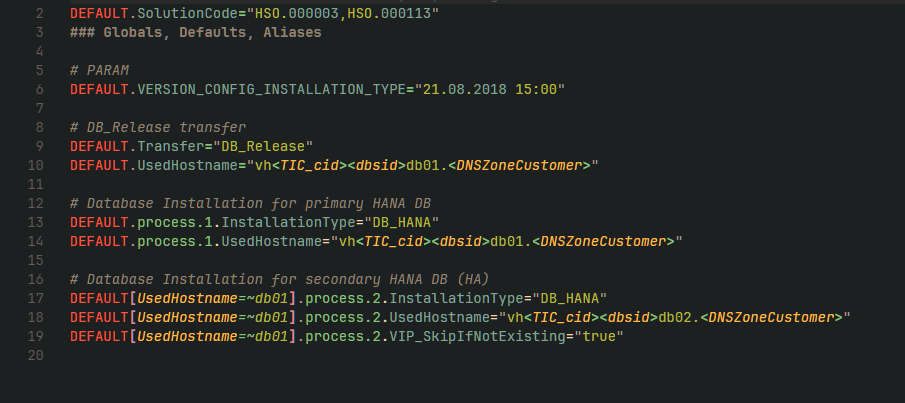 2 DEFAULT.SolutionCode="HSO.000003,HSO.000113"
3 ### Globals, Defaults, Aliases
4
5 # PARAM
6 DEFAULT.VERSION_CONFIG_INSTALLATION_TYPE="21.08.2018 15:00"
7
8 # DB_Release transfer
9 DEFAULT.Transfer="DB_Release"
10 DEFAULT.UsedHostname="vh<TIC_cid><dbsid>db01.<DNSZoneCustomer>"
11
12 # Database Installation for primary HANA DB
13 DEFAULT.process.1.InstallationType="DB_HANA"
14 DEFAULT.process.1.UsedHostname="vh<TIC_cid><dbsid>db01.<DNSZoneCustomer>"
15
16 # Database Installation for secondary HANA DB (HA)
17 DEFAULT[UsedHostname=~db01].process.2.InstallationType="DB_HANA"
18 DEFAULT[UsedHostname=~db01].process.2.UsedHostname="vh<TIC_cid><dbsid>db02.<DNSZoneCustomer>"
19 DEFAULT[UsedHostname=~db01].process.2.VIP_SkipIfNotExisting="true"
20